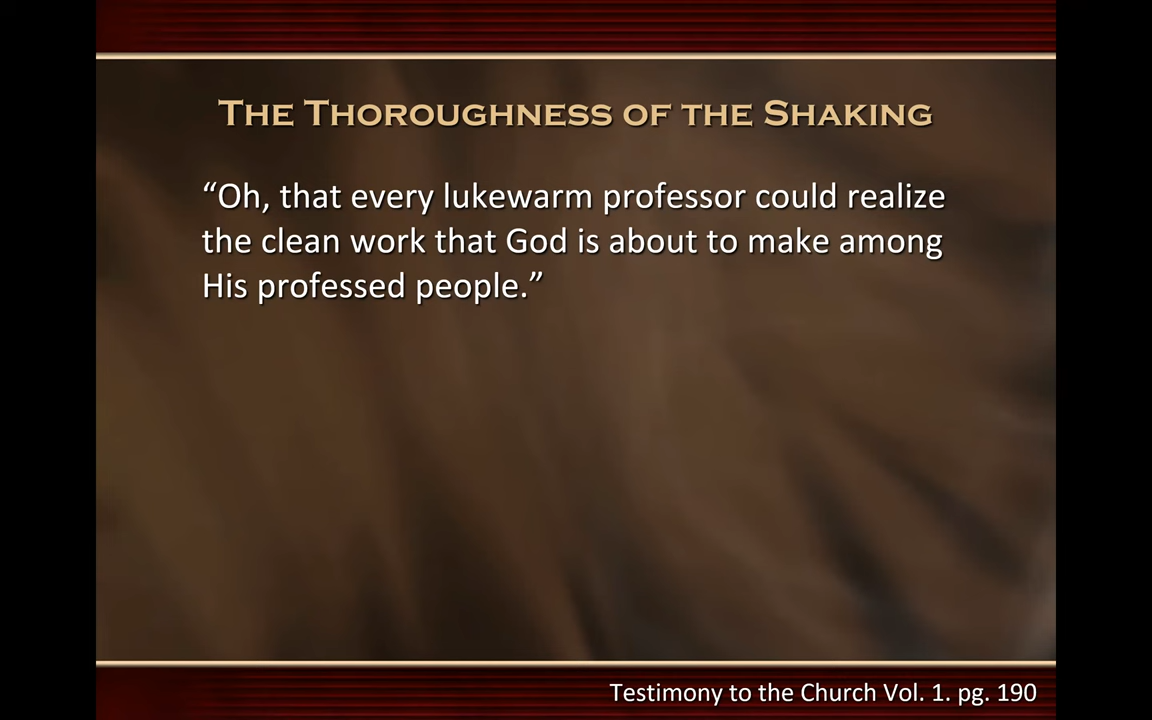 The Thoroughness of the Shaking
“Oh, that every lukewarm professor could realize
the clean work that God is about to make among
His professed people.”
Testimony to the Church Vol. 1. pg. 190